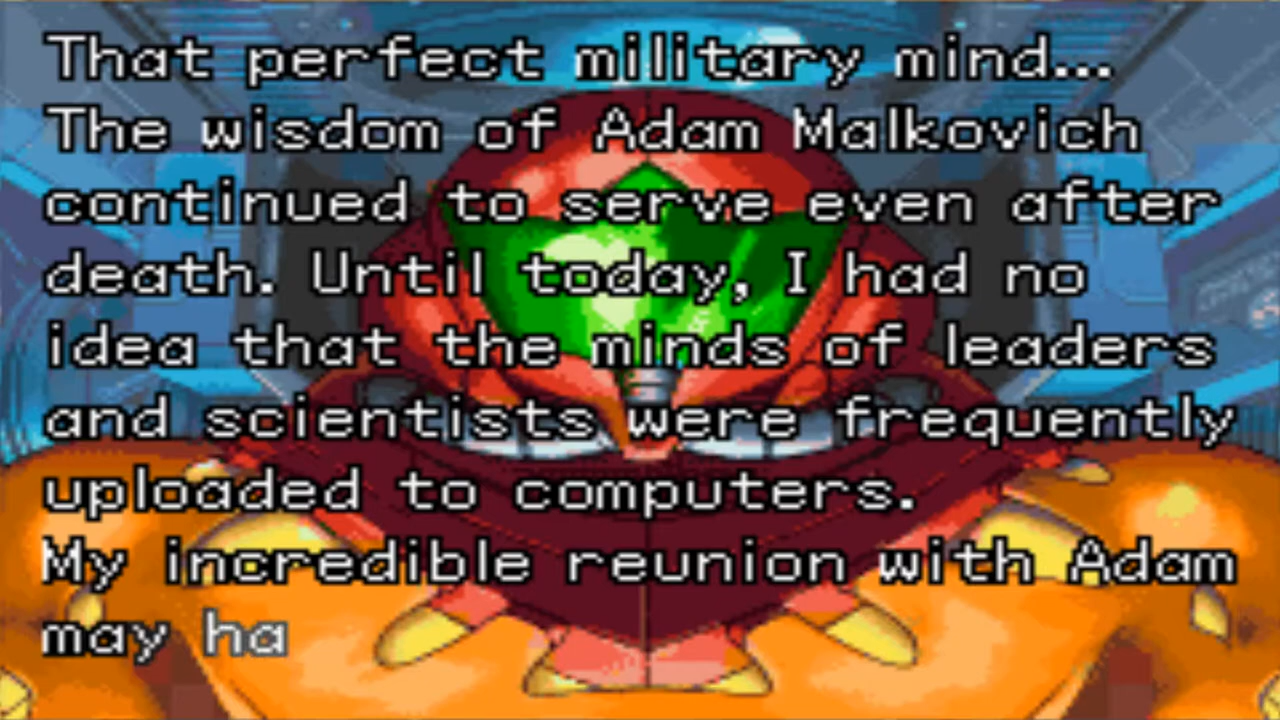 That perfect military mind...
The wisdom of Adam Malkovich
continued to serve even after
death. Until today, I had no
idea that the minds of leaders
and scientists were frequently
uploaded to computers.
My incredible reunion with Adam
may ha